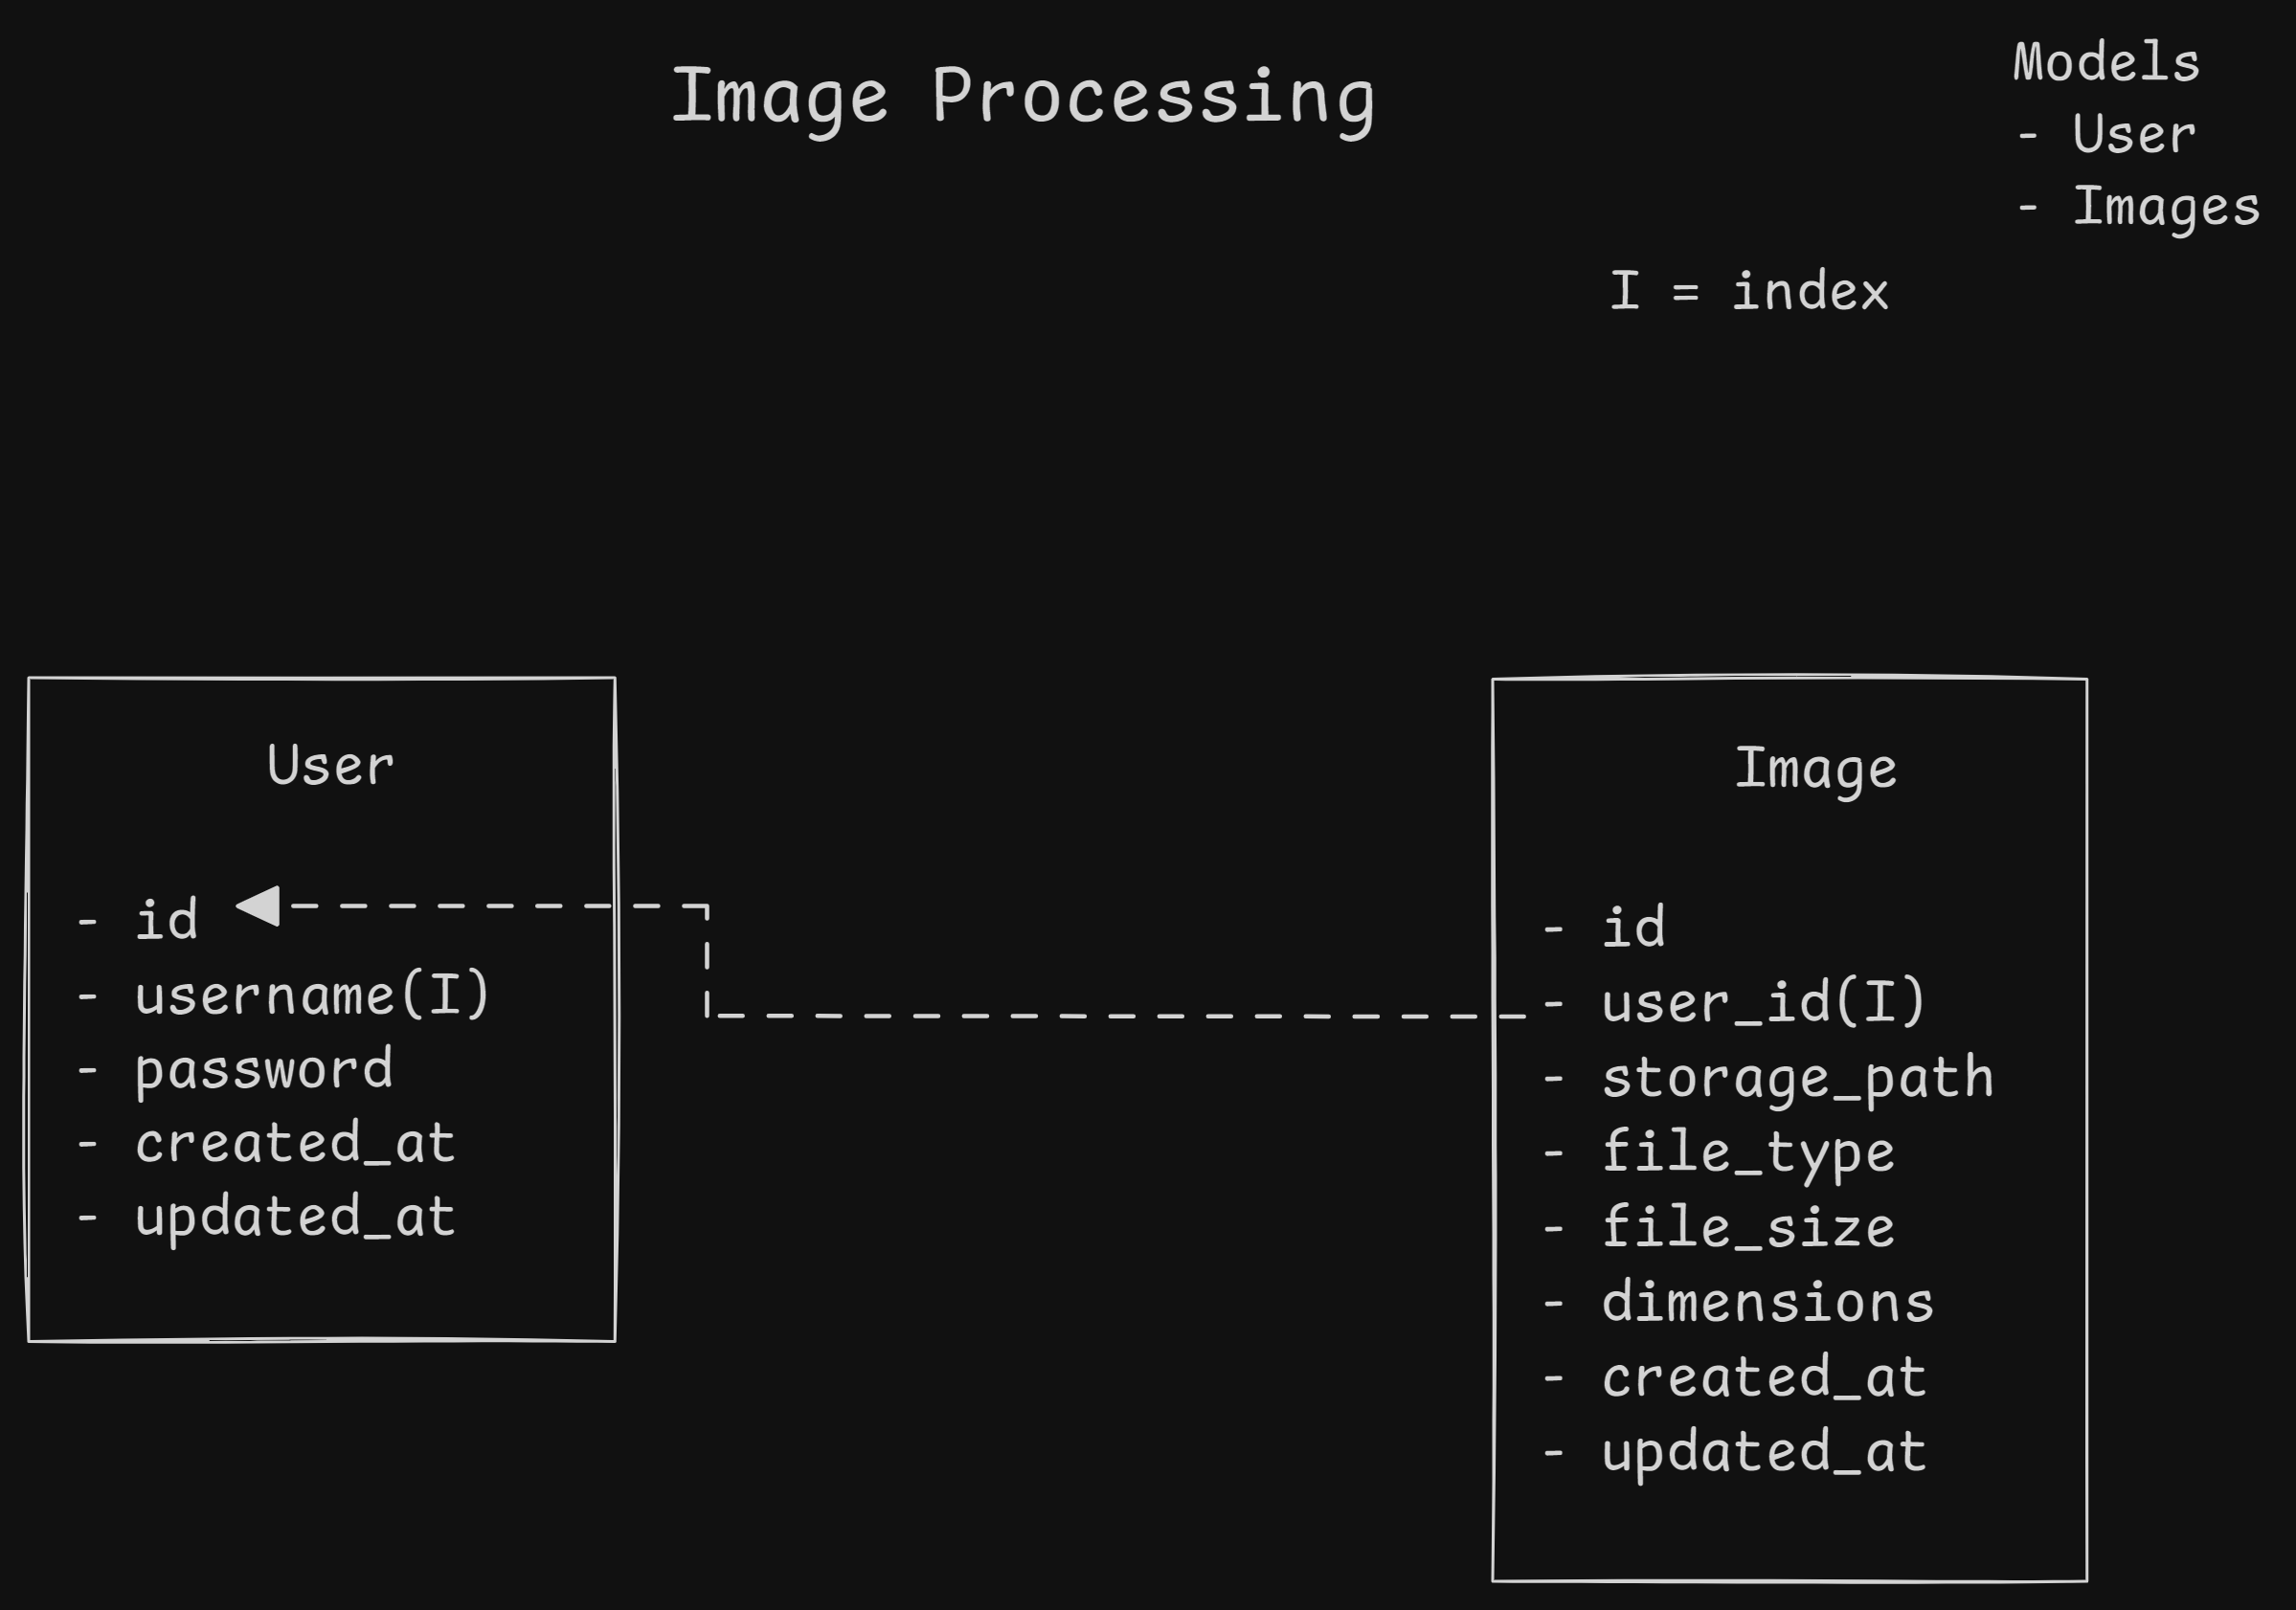 Image Processing
Models
- User
- Images
I = index
User
- id
- username(I)
- password
- created_at
- updated_at
Image
- id
- user_id(I)
- storage_path
- file_type
- file_size
- dimensions
- created_at
- updated_at